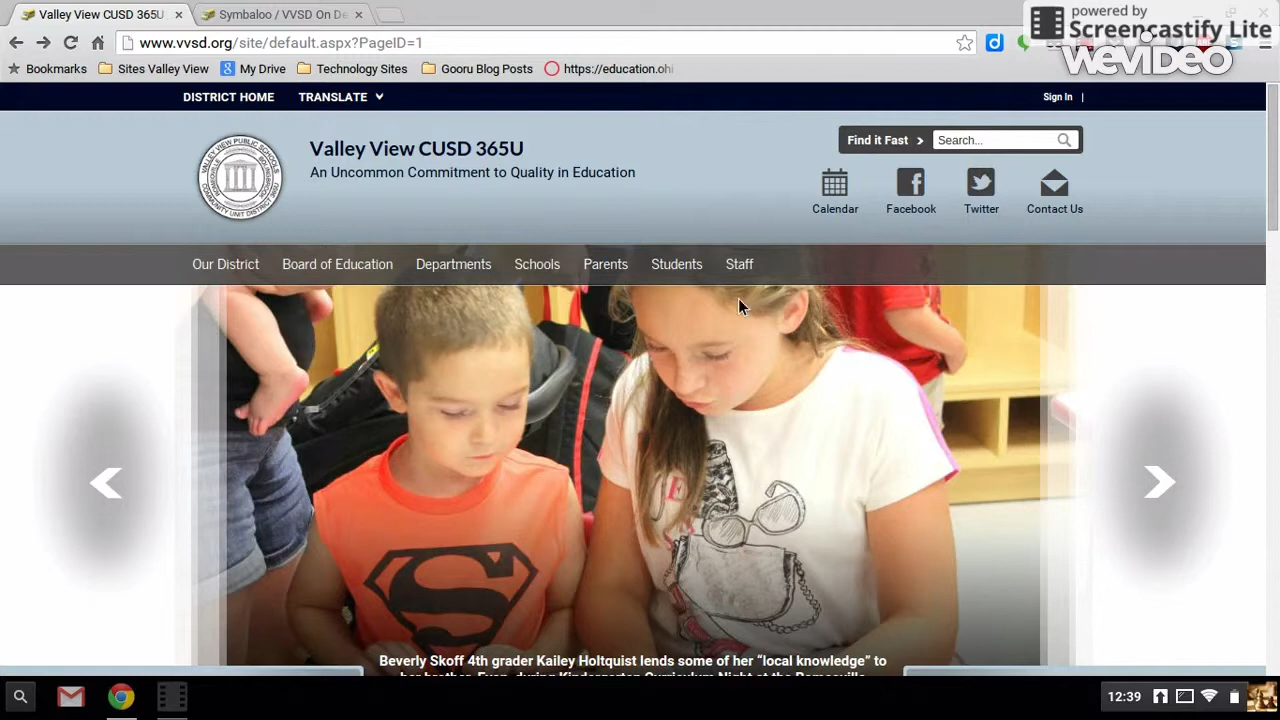 Valley View CUSD 365U
Symbaloo / VVSD On De
powered by
Screencastify Lite
www.vvsd.org/site/default.aspx?PageID=1
WEVIDEO
Bookmarks
Sites Valley View
My Drive
Technology Sites
Gooru Blog Posts
https://education.ohi
DISTRICT HOME
TRANSLATE
Sign In |
Find it Fast
Search...
Valley View CUSD 365U
An Uncommon Commitment to Quality in Education
Calendar
Facebook
Twitter
Contact Us
Our District
Board of Education
Departments
Schools
Parents
Students
Staff
Beverly Skoff 4th grader Kailey Holtquist lends some of her “local knowledge” to
12:39